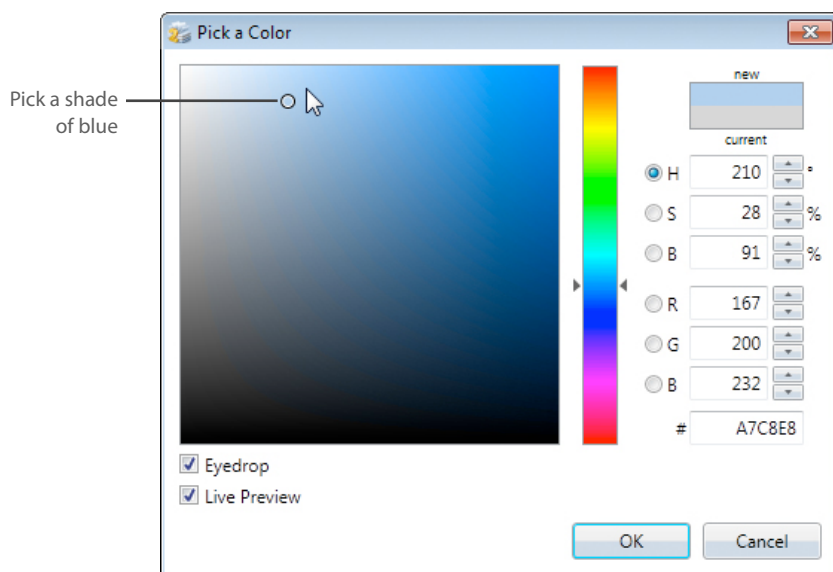 Pick a Color
Pick a shade
of blue
new
current
H 210 °
S 28 %
B 91 %
R 167
G 200
B 232
# A7C8E8
Eyedrop
Live Preview
OK Cancel